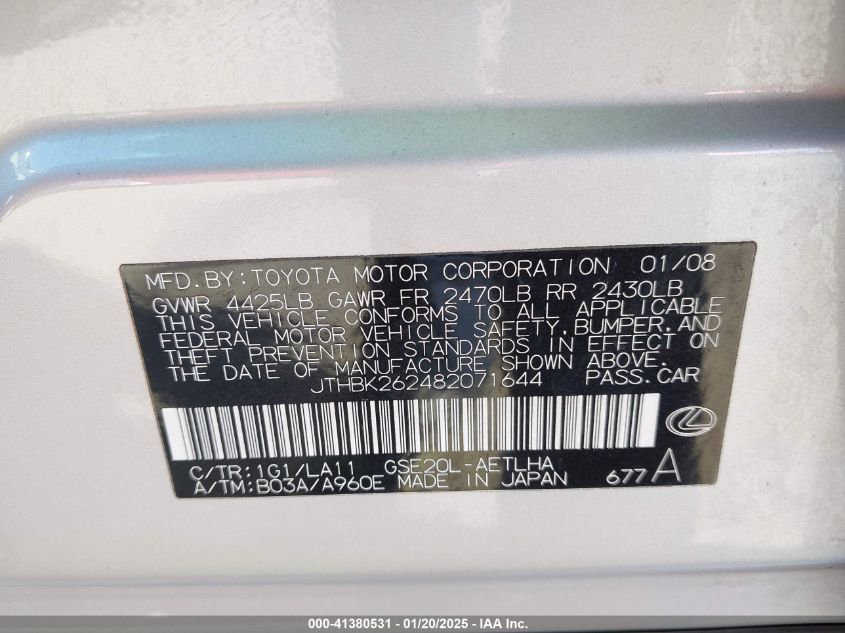 MFD. BY: TOYOTA MOTOR CORPORATION 01/08
GVWR 4425LB GAWR FR 2470LB RR 2430LB
THIS VEHICLE CONFORMS TO ALL APPLICABLE
FEDERAL MOTOR VEHICLE SAFETY, BUMPER, AND
THEFT PREVENTION STANDARDS IN EFFECT ON
THE DATE OF MANUFACTURE SHOWN ABOVE.
JTHBK262482071644 PASS. CAR
C/TR: 1G1/LA11 GSE20L-AETLHA
A/TM: B03A/A960E MADE IN JAPAN 677 A
000-41380531 - 01/20/2025 - IAA Inc.